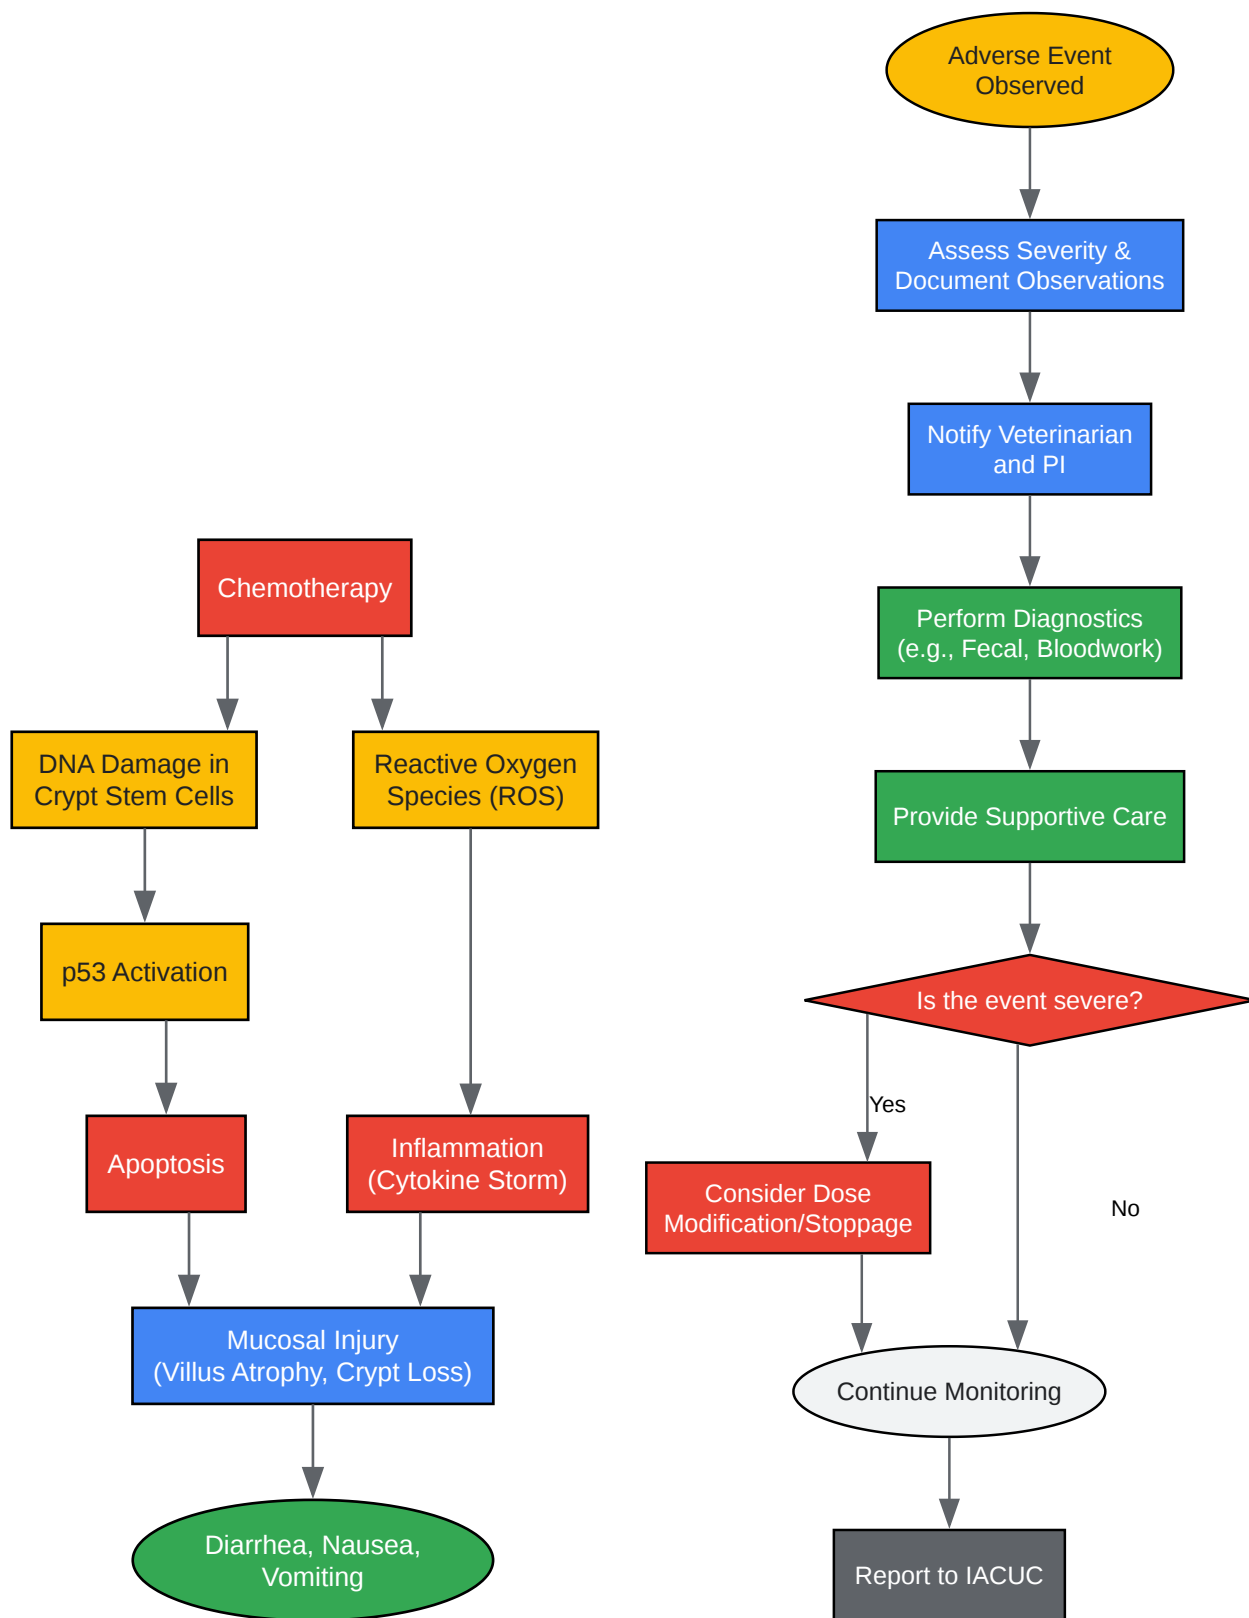 Chemotherapy
DNA Damage in
Crypt Stem Cells
Reactive Oxygen
Species (ROS)
p53 Activation
Apoptosis
Inflammation
(Cytokine Storm)
Mucosal Injury
(Villus Atrophy, Crypt Loss)
Diarrhea, Nausea,
Vomiting
Adverse Event
Observed
Assess Severity &
Document Observations
Notify Veterinarian
and PI
Perform Diagnostics
(e.g., Fecal, Bloodwork)
Provide Supportive Care
Is the event severe?
Yes
Consider Dose
Modification/Stoppage
No
Continue Monitoring
Report to IACUC